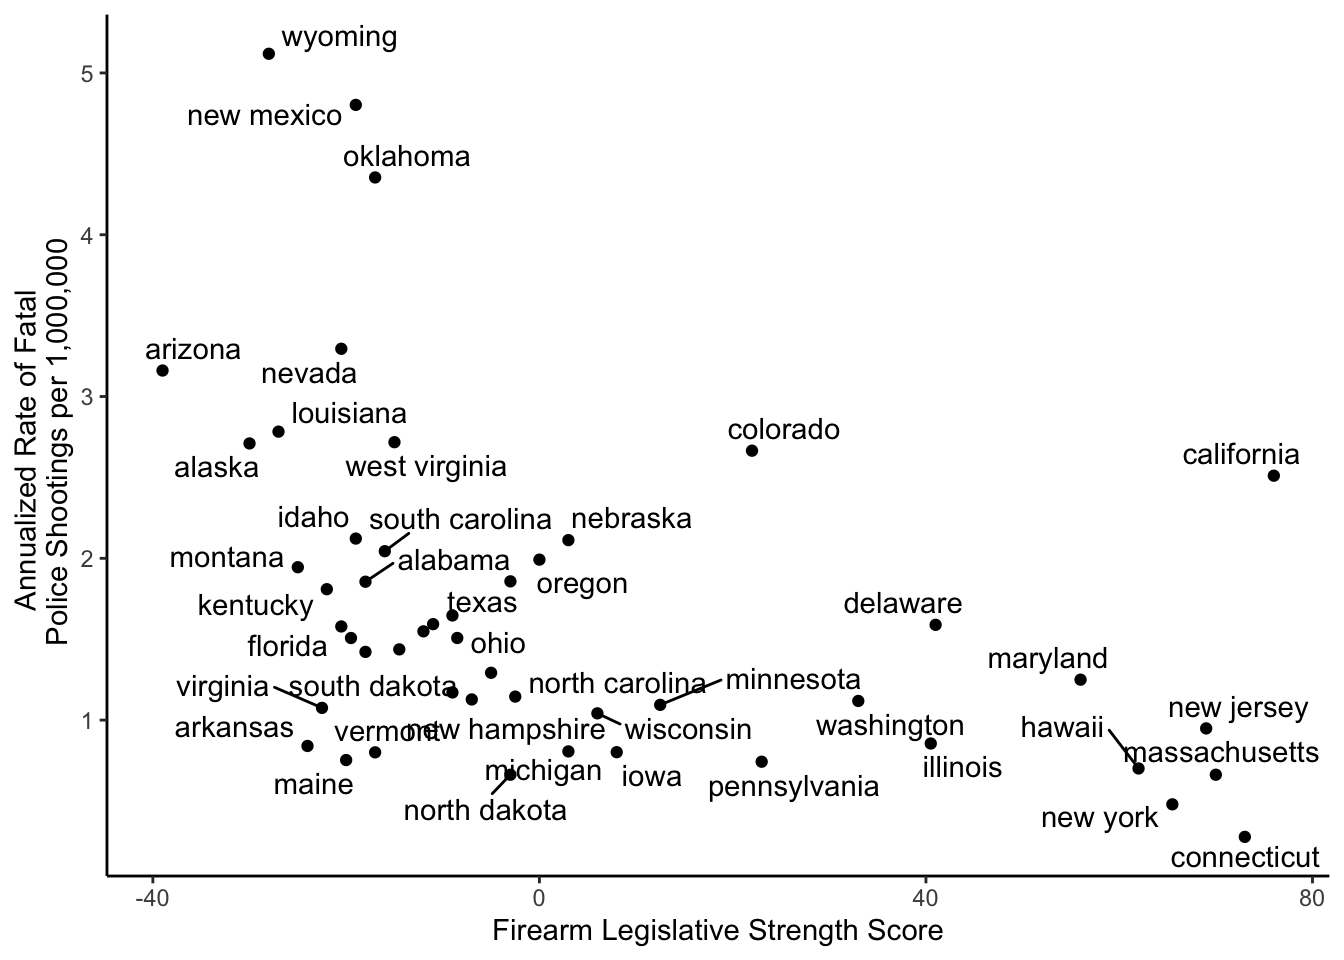 wyoming
new mexico
oklahoma
arizona
nevada
louisiana
alaska
west virginia
colorado
california
idaho
south carolina
nebraska
montana
alabama
oregon
kentucky
texas
delaware
florida
ohio
maryland
virginia
south dakota
north carolina
minnesota
arkansas
vermont
new hampshire
wisconsin
washington
hawaii
new jersey
massachusetts
maine
michigan
iowa
pennsylvania
illinois
north dakota
new york
connecticut
5
4
3
2
1
-40
0
40
80
Annualized Rate of Fatal
Police Shootings per 1,000,000
Firearm Legislative Strength Score